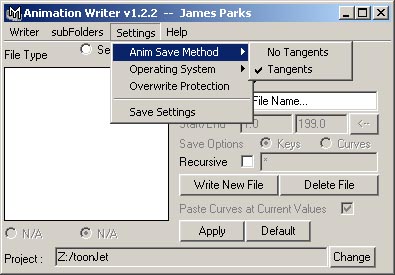 Animation Writer v1.2.2 -- James Parks
Writer subFolders Settings Help
File Type
Se
Anim Save Method
Operating System
Overwrite Protection
Save Settings
No Tangents
Tangents
File Name...
Start/End 1.0 199.0 <--
Save Options Keys Curves
Recursive *
Write New File Delete File
Paste Curves at Current Values
N/A N/A Apply Default
Project : Z:/toonJet Change